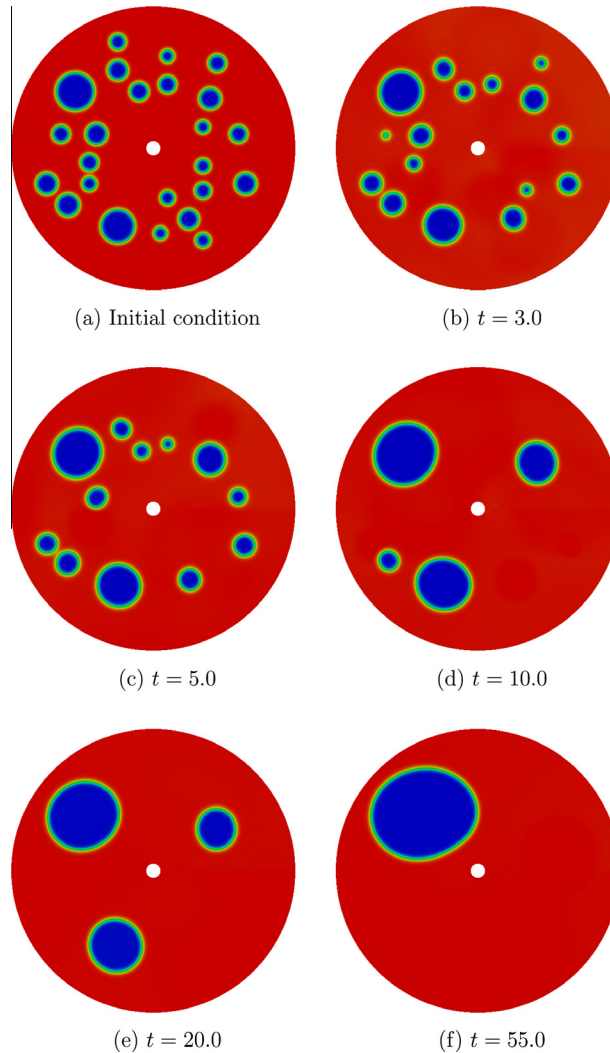 (a) Initial condition
(b) t = 3.0
(c) t = 5.0
(d) t = 10.0
(e) t = 20.0
(f) t = 55.0